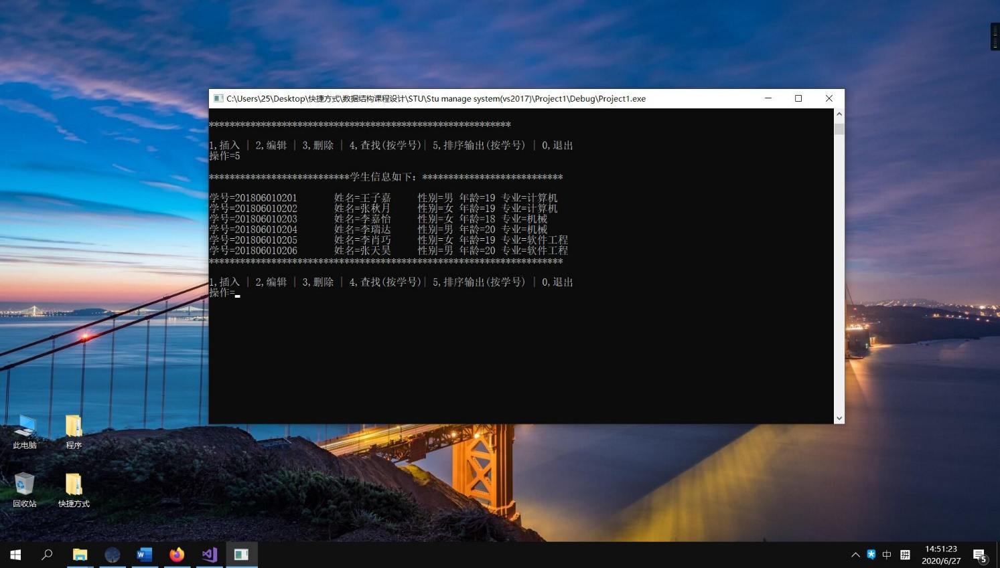 C:\Users\25\Desktop\快捷方式\数据结构课程设计\STU\Stu manage system(vs2017)\Project1\Debug\Project1.exe
**********************************************************
1,插入 | 2,编辑 | 3,删除 | 4,查找(按学号)| 5,排序输出(按学号) | 0,退出
操作=5
***************************学生信息如下：***************************
学号=201806010201 姓名=王子嘉 性别=男 年龄=19 专业=计算机
学号=201806010202 姓名=张秋月 性别=女 年龄=19 专业=计算机
学号=201806010203 姓名=李嘉怡 性别=女 年龄=18 专业=机械
学号=201806010204 姓名=李瑞达 性别=男 年龄=20 专业=机械
学号=201806010205 姓名=李肖巧 性别=女 年龄=19 专业=软件工程
学号=201806010206 姓名=张天昊 性别=男 年龄=20 专业=软件工程
********************************************************************
1,插入 | 2,编辑 | 3,删除 | 4,查找(按学号)| 5,排序输出(按学号) | 0,退出
操作=
此电脑
程序
回收站
快捷方式
中
拼
14:51:23
2020/6/27
5